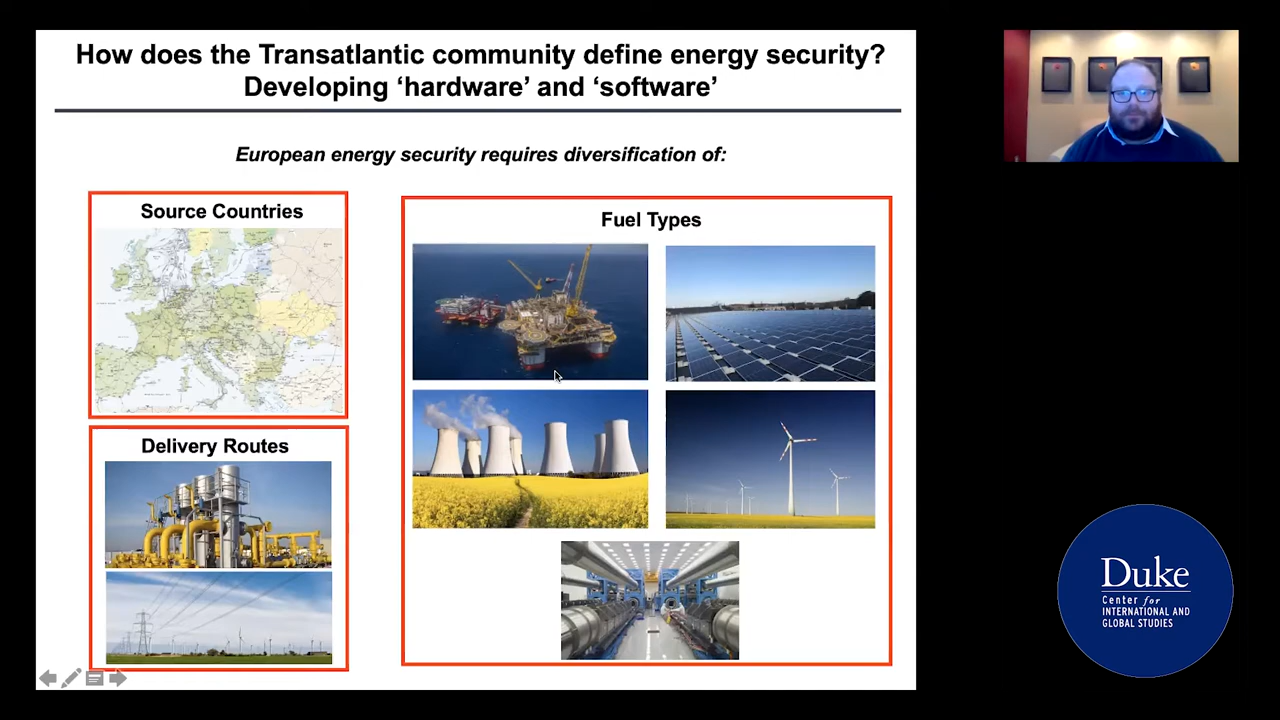 How does the Transatlantic community define energy security?
Developing ‘hardware’ and ‘software’
European energy security requires diversification of:
Source Countries
Fuel Types
Delivery Routes
Duke
Center for
INTERNATIONAL AND
GLOBAL STUDIES